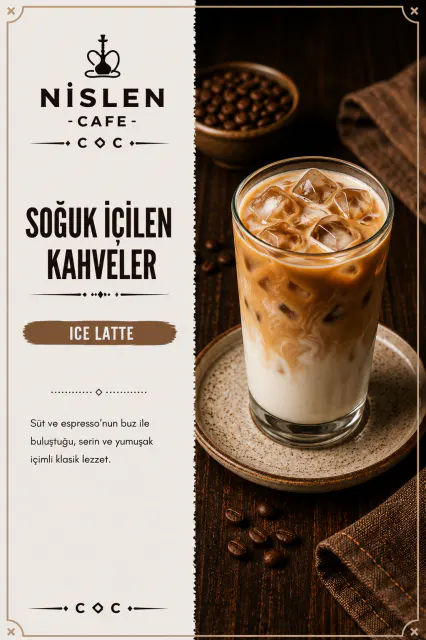 NİSLEN
- CAFE -
C ◇ C
SOĞUK İÇİLEN
KAHVELER
ICE LATTE
Süt ve espresso'nun buz ile
buluştuğu, serin ve yumuşak
içimli klasik lezzet.
C ◇ C